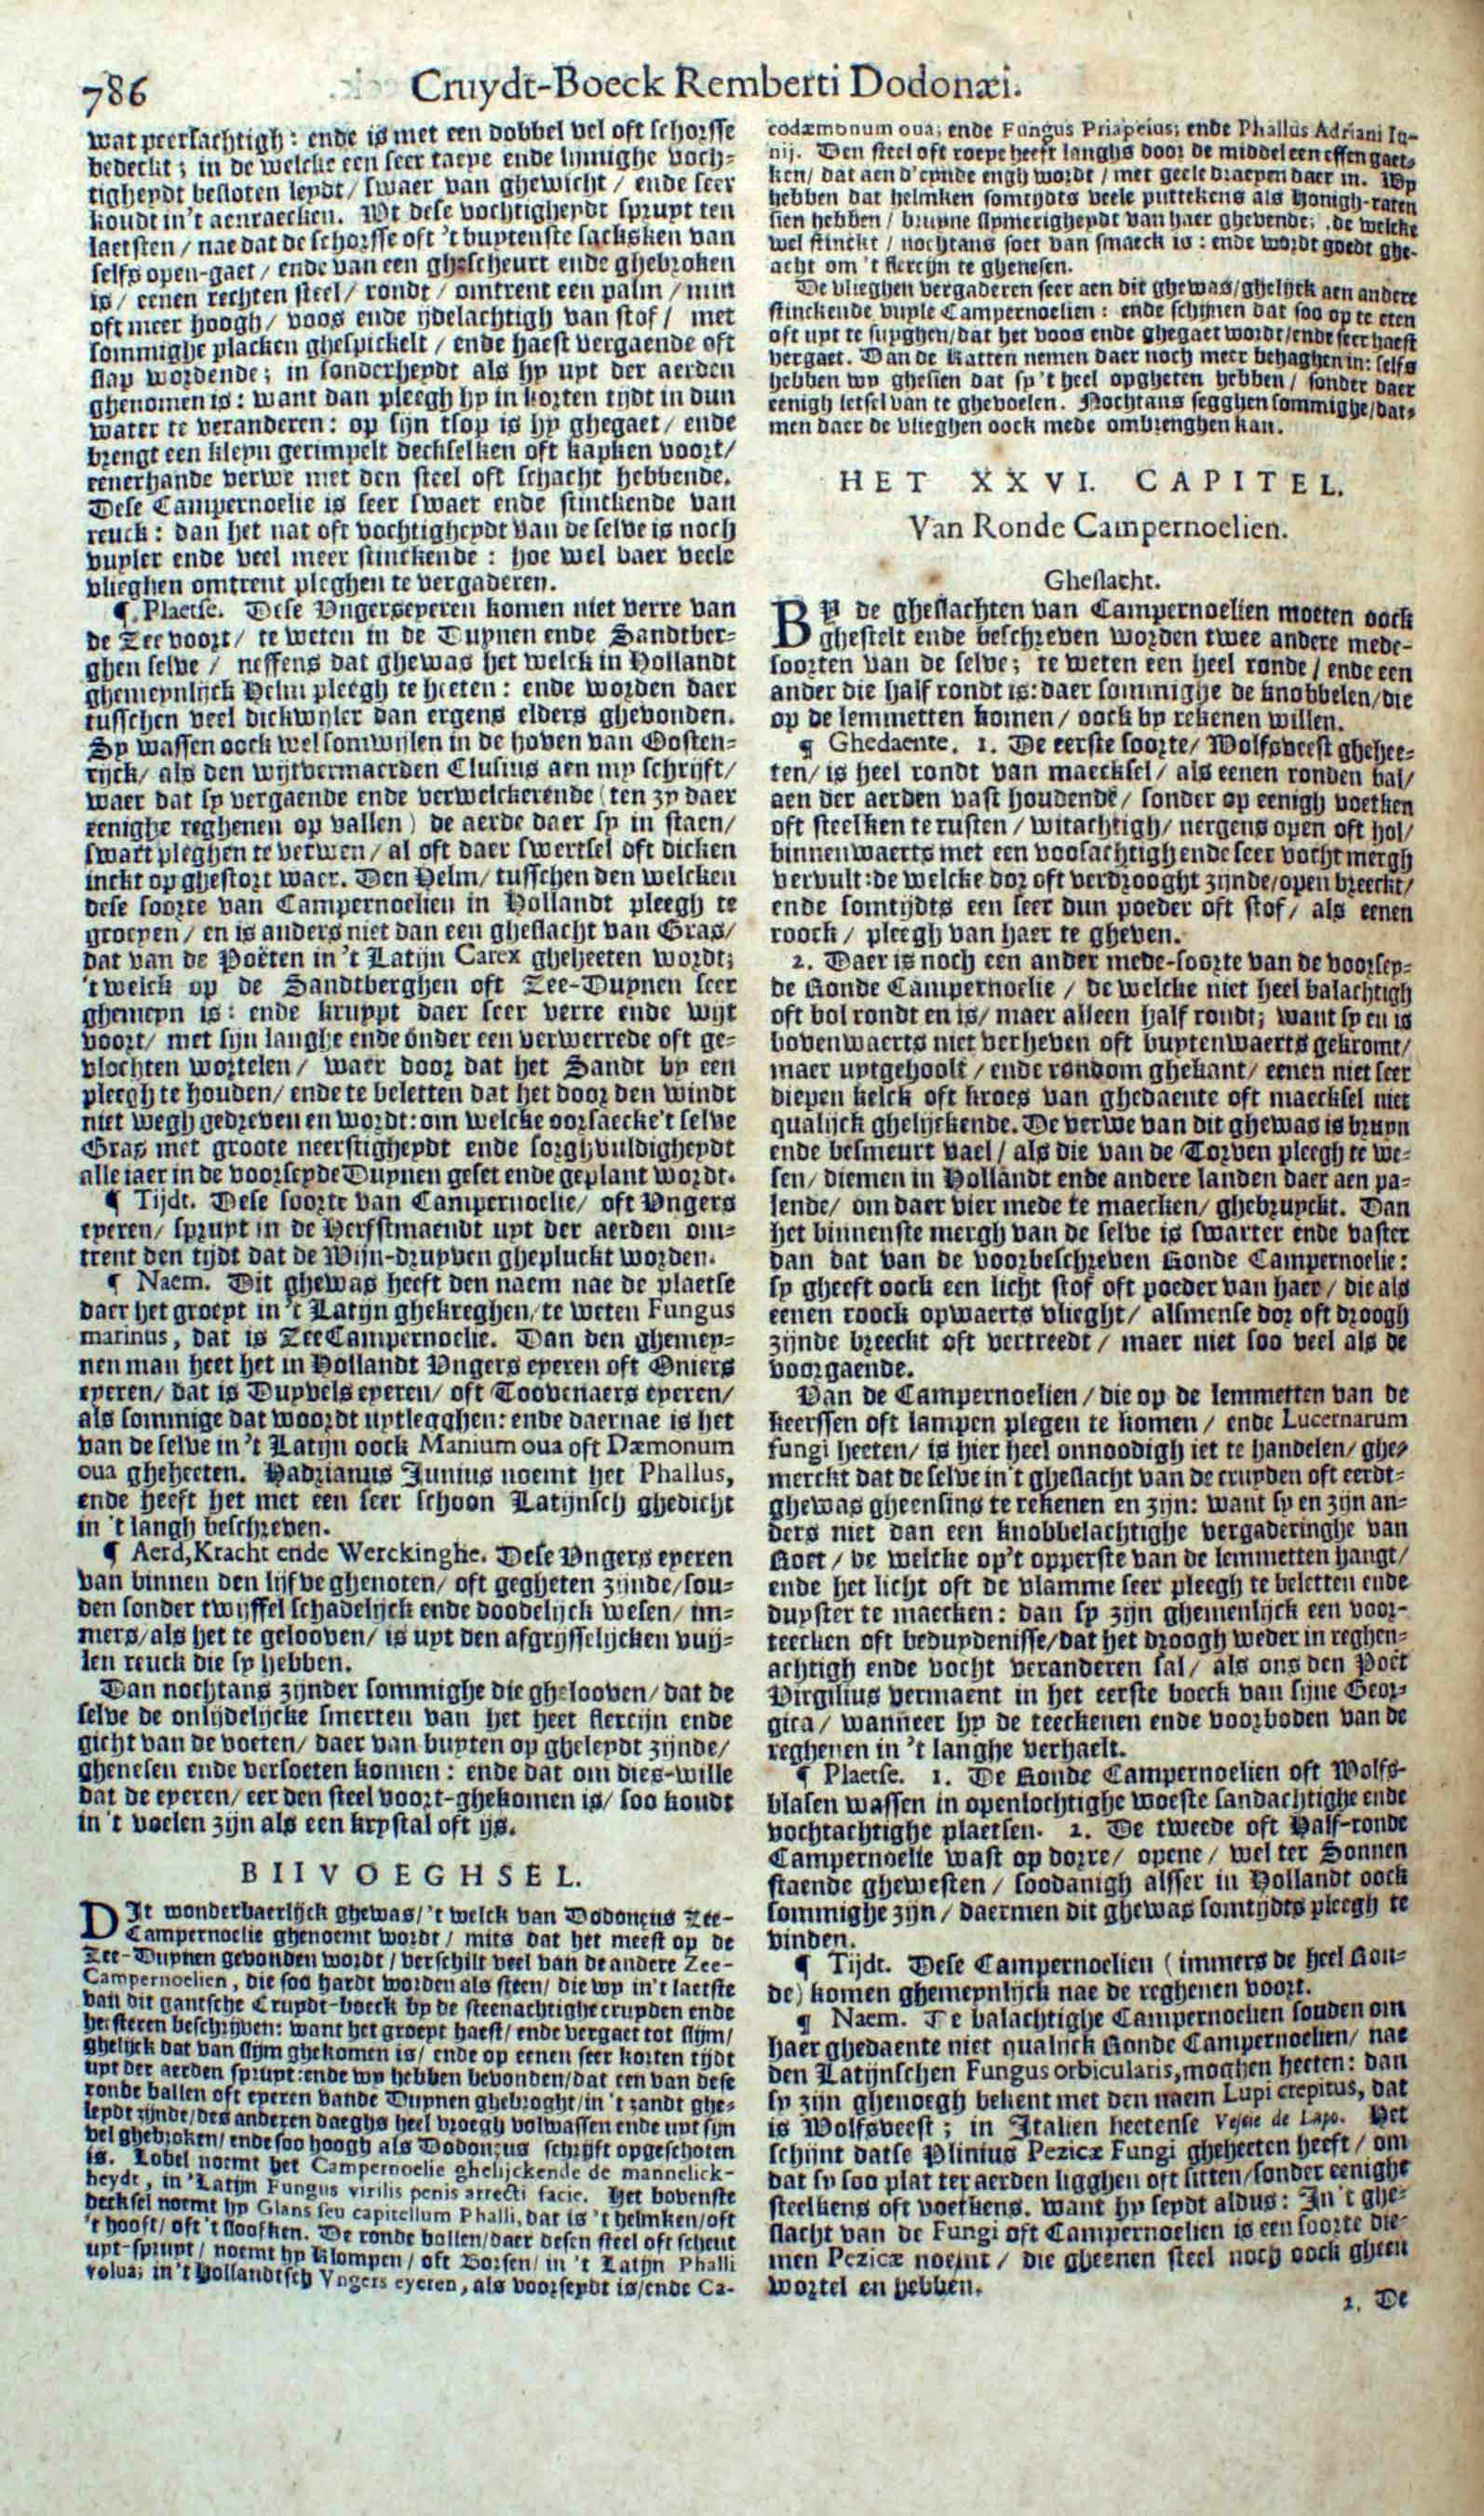 786
Cruydt-Boeck Remberti Dodonæi.
wat peerlachtigh: ende is met een dobbel vel oft schorsse
bedeckt; in de welcke een seer taeye ende lijmighe voch-
tigheydt besloten leydt/ swaer van ghewicht / ende seer
koudt in't aenraecken. Wt dese vochtigheydt spruyt ten
laetsten / nae dat de schorsse oft 't buytenste sacksken van
selfs open-gaet / ende van een ghescheurt ende ghebroken
is / eenen rechten steel / rondt / omtrent een palm / min
oft meer hoogh / voos ende ydelachtigh van stof / met
sommighe placken ghespickelt / ende haest vergaende oft
slap wordende; in sonderheydt als hy uyt der aerden
ghenomen is: want dan pleegh hy in korten tijdt in dun
water te veranderen: op sijn tsop is hy ghegaet / ende
brengt een kleyn gerimpelt deckselken oft kapken voort/
eenerhande verwe met den steel oft schacht hebbende.
Dese Campernoelie is seer swaer ende stinckende van
reuck: dan het nat oft vochtigheydt van de selve is noch
vuyler ende veel meer stinckende: hoe wel daer veele
vlieghen omtrent pleghen te vergaderen.
¶ Plaetse. Dese Ungerseyeren komen niet verre van
de Zee voort/ te weten in de Duynen ende Sandtber-
ghen selve / neffens dat ghewas het welck in Hollandt
ghemeynlijck Helm pleegh te heeten: ende worden daer
tusschen veel dickwijler dan ergens elders ghevonden.
Sy wassen oock wel somwijlen in de hoven van Oosten-
rijck/ als den wijtvermaerden Clusius aen my schrijft/
waer dat sy vergaende ende verwelckerende (ten zy daer
eenighe reghenen op vallen) de aerde daer sy in staen/
swart pleghen te verwen / al oft daer swertsel oft dicken
inckt op ghestort waer. Den Helm / tusschen den welcken
dese soorte van Campernoelien in Hollandt pleegh te
groeyen / en is anders niet dan een gheslacht van Gras/
dat van de Poëten in 't Latijn Carex gheheeten wordt;
't welck op de Sandtberghen oft Zee-Duynen seer
ghemeyn is: ende kruypt daer seer verre ende wijt
voort/ met sijn langhe ende onder een verwerrede oft ge-
vlochten wortelen / waer door dat het Sandt by een
pleegh te houden / ende te beletten dat het door den windt
niet wegh gedreven en wordt: om welcke oorsaecke 't selve
Gras met groote neerstigheydt ende sorghvuldigheydt
alle iaer in de voorseyde Duynen geset ende geplant wordt.
¶ Tijdt. Dese soorte van Campernoelie/ oft Ungers
eyeren / spruyt in de Herfstmaendt uyt der aerden om-
trent den tijdt dat de Wijn-druyven ghepluckt worden.
¶ Naem. Dit ghewas heeft den naem nae de plaetse
daer het groeyt in 't Latijn ghekreghen/ te weten Fungus
marinus, dat is Zee Campernoelie. Dan den ghemey-
nen man heet het in Hollandt Ungers eyeren oft Oniers
eyeren / dat is Duyvels eyeren / oft Toovenaers eyeren/
als sommige dat woordt uytlegghen: ende daernae is het
van de selve in 't Latijn oock Manium oua oft Dæmonum
oua gheheeten. Hadrianus Junius noemt het Phallus,
ende heeft het met een seer schoon Latijnsch ghedicht
in 't langh beschreven.
¶ Aerd, Kracht ende Werckinghe. Dese Ungers eyeren
van binnen den lijfve ghenoten / oft gegheten zijnde / sou-
den sonder twijffel schadelijck ende doodelijck wesen / im-
mers / als het te gelooven / is uyt den afgrijsselijcken vuy-
len reuck die sy hebben.
Dan nochtans zijnder sommighe die ghelooven / dat de
selve de onlijdelijcke smerten van het heet flercijn ende
gicht van de voeten / daer van buyten op gheleydt zijnde/
ghenesen ende versoeten konnen: ende dat om dies-wille
dat de eyeren / eer den steel voort-ghekomen is / soo koudt
in 't voelen zijn als een krystal oft ijs.
BIIVOEGHSEL.
DIt wonderbaerlijck ghewas / 't welck van Dodonçus Zee-
Campernoelie ghenoemt wordt / mits dat het meest op de
Zee-Duynen gevonden wordt / verschilt veel van de andere Zee-
Campernoelien, die soo hardt worden als steen / die wy in't laetste
van dit gantsche Cruydt-boeck by de steenachtighe cruyden ende
heesteren beschrijven: want het groeyt haest / ende vergaet tot slijm/
ghelijck dat van slijm ghekomen is / ende op eenen seer korten tijdt
uyt der aerden spruyt: ende wy hebben bevonden / dat een van dese
ronde ballen oft eyeren vande Duynen ghebroght / in 't zandt ghe-
leydt zijnde / des anderen daeghs heel vroegh volwassen ende uyt sijn
vel ghebroken / ende soo hoogh als Dodonçus schrijft opgeschoten
is. Lobel noemt het Campernoelie ghelijckende de mannelick-
heydt, in 'Latijn Fungus virilis penis arrecti facie. Het bovenste
decksel noemt hy Glans seu capitellum Phalli, dat is 't helmken / oft
't hooft / oft 't sloofken. De ronde bollen / daer desen steel oft scheut
uyt-spruyt / noemt hy Klompen / oft Borsen / in 't Latijn Phalli
volua; in 't Hollandtsch Vngers eyeren, als voorseydt is / ende Ca-
codæmonum oua; ende Fungus Priapeius; ende Phallus Adriani Iu-
nij. Den steel oft roeye heeft langhs door de middel een effen gaet-
ken / dat aen d'eynde engh wordt / met geele draeyen daer in. Wy
hebben dat helmken somtijdts veele puttekens als Honigh-raten
sien hebben / bruyne slymerigheydt van haer ghevende; de welcke
wel stinckt / nochtans soet van smaeck is: ende wordt goedt ghe-
acht om 't flercijn te ghenesen.
De vlieghen vergaderen seer aen dit ghewas / ghelijck aen andere
stinckende vuyle Campernoelien: ende schijnen dat soo op te eten
oft uyt te suyghen / dat het voos ende ghegaet wordt / ende seer haest
vergaet. Dan de Katten nemen daer noch meer behaghen in: selfs
hebben wy ghesien dat sy 't heel opgheten hebben / sonder daer
eenigh letsel van te ghevoelen. Nochtans segghen sommighe / dat-
men daer de vlieghen oock mede ombrenghen kan.
HET XXVI. CAPITEL.
Van Ronde Campernoelien.
Gheslacht.
BY de gheslachten van Campernoelien moeten oock
ghestelt ende beschreven worden twee andere mede-
soorten van de selve; te weten een heel ronde / ende een
ander die half rondt is: daer sommighe de knobbelen / die
op de lemmetten komen / oock by rekenen willen.
¶ Ghedaente. 1. De eerste soorte / Wolfsveest ghehee-
ten / is heel rondt van maecksel / als eenen ronden bal/
aen der aerden vast houdende / sonder op eenigh voetken
oft steelken te rusten / witachtigh / nergens open oft hol/
binnenwaerts met een voosachtigh ende seer vocht mergh
vervult: de welcke dor oft verdrooght zijnde / open breeckt/
ende somtijdts een seer dun poeder oft stof / als eenen
roock / pleegh van haer te gheven.
2. Daer is noch een ander mede-soorte van de voorsey-
de Ronde Campernoelie / de welcke niet heel balachtigh
oft bol rondt en is / maer alleen half rondt; want sy en is
bovenwaerts niet verheven oft buytenwaerts gekromt/
maer uytgehoolt / ende rondom ghekant / eenen niet seer
diepen kelck oft kroes van ghedaente oft maecksel niet
qualijck ghelijckende. De verwe van dit ghewas is bruyn
ende besmeurt vael / als die van de Torven pleegh te we-
sen / diemen in Hollandt ende andere landen daer aen pa-
lende / om daer vier mede te maecken / ghebruyckt. Dan
het binnenste mergh van de selve is swarter ende vaster
dan dat van de voorbeschreven Ronde Campernoelie:
sy gheeft oock een licht stof oft poeder van haer / die als
eenen roock opwaerts vlieght / alsmense dor oft droogh
zijnde breeckt oft vertreedt / maer niet soo veel als de
voorgaende.
Van de Campernoelien / die op de lemmetten van de
keerssen oft lampen plegen te komen / ende Lucernarum
fungi heeten / is hier heel onnoodigh iet te handelen / ghe-
merckt dat de selve in't gheslacht van de cruyden oft eerdt-
ghewas gheensins te rekenen en zijn: want sy en zijn an-
ders niet dan een knobbelachtighe vergaderinghe van
Roet / de welcke op't opperste van de lemmetten hangt/
ende het licht oft de vlamme seer pleegh te beletten ende
duyster te maecken: dan sy zijn ghemenlijck een voor-
teecken oft beduydenisse / dat het droogh weder in reghen-
achtigh ende vocht veranderen sal / als ons den Poët
Virgilius vermaent in het eerste boeck van sijne Geor-
gica / wanneer hy de teeckenen ende voorboden van de
reghenen in 't langhe verhaelt.
¶ Plaetse. 1. De Ronde Campernoelien oft Wolfs-
blasen wassen in openlochtighe woeste sandachtighe ende
vochtachtighe plaetsen. 2. De tweede oft Half-ronde
Campernoelie wast op dorre / opene / wel ter Sonnen
staende ghewesten / soodanigh alsser in Hollandt oock
sommighe zijn / daermen dit ghewas somtijdts pleegh te
vinden.
¶ Tijdt. Dese Campernoelien (immers de heel Ron-
de) komen ghemeynlijck nae de reghenen voort.
¶ Naem. De balachtighe Campernoelien souden om
haer ghedaente niet qualijck Ronde Campernoelien / nae
den Latijnschen Fungus orbicularis, moghen heeten: dan
sy zijn ghenoegh bekent met den naem Lupi crepitus, dat
is Wolfsveest; in Italien heetense Vescie de Lupo. Het
schijnt datse Plinius Pezicæ Fungi gheheeten heeft / om
dat sy soo plat ter aerden ligghen oft sitten / sonder eenighe
steelkens oft voetkens. want hy seydt aldus: In 't ghe-
slacht van de Fungi oft Campernoelien is een soorte die-
men Pezicæ noemt / die gheenen steel noch oock gheen
wortel en hebben.
1. De